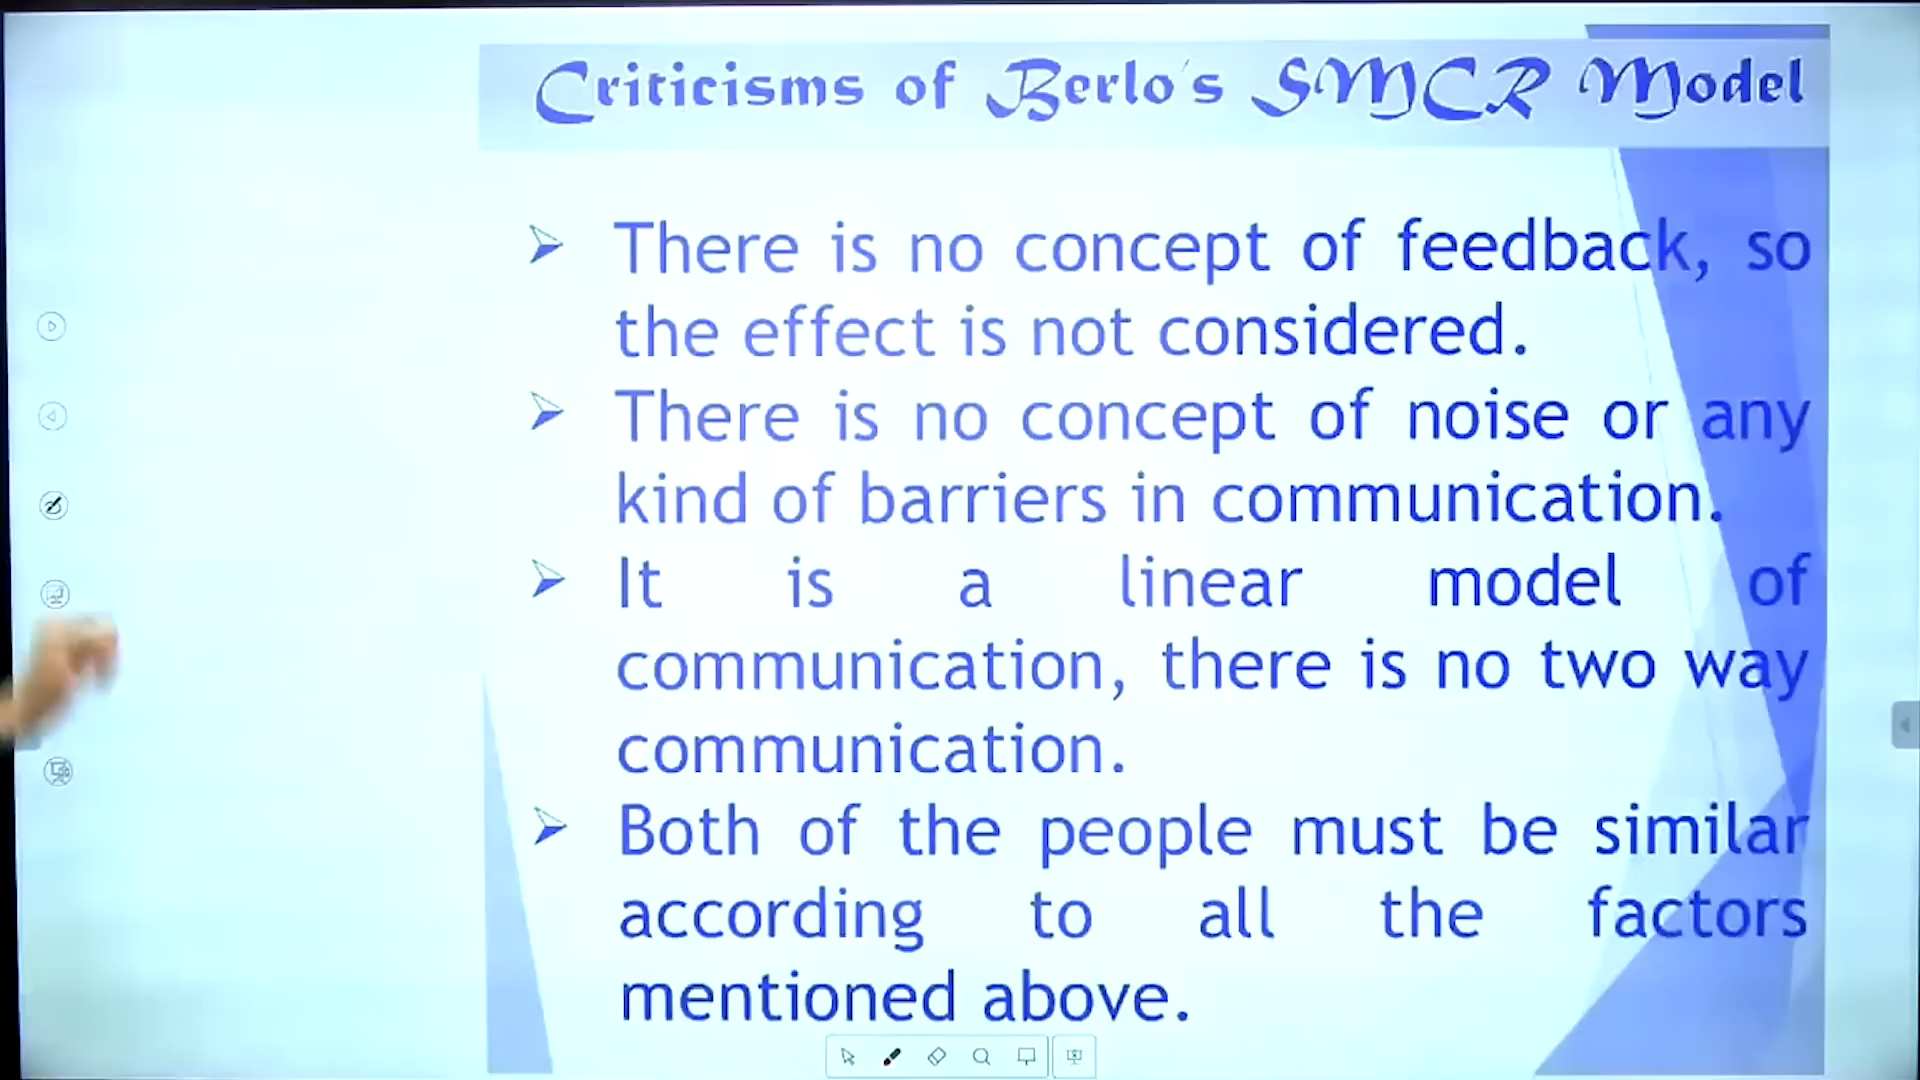 Criticisms of Berlo's SMCR Model
There is no concept of feedback, so
the effect is not considered.
There is no concept of noise or any
kind of barriers in communication.
It is a linear model of
communication, there is no two way
communication.
Both of the people must be similar
according to all the factors
mentioned above.